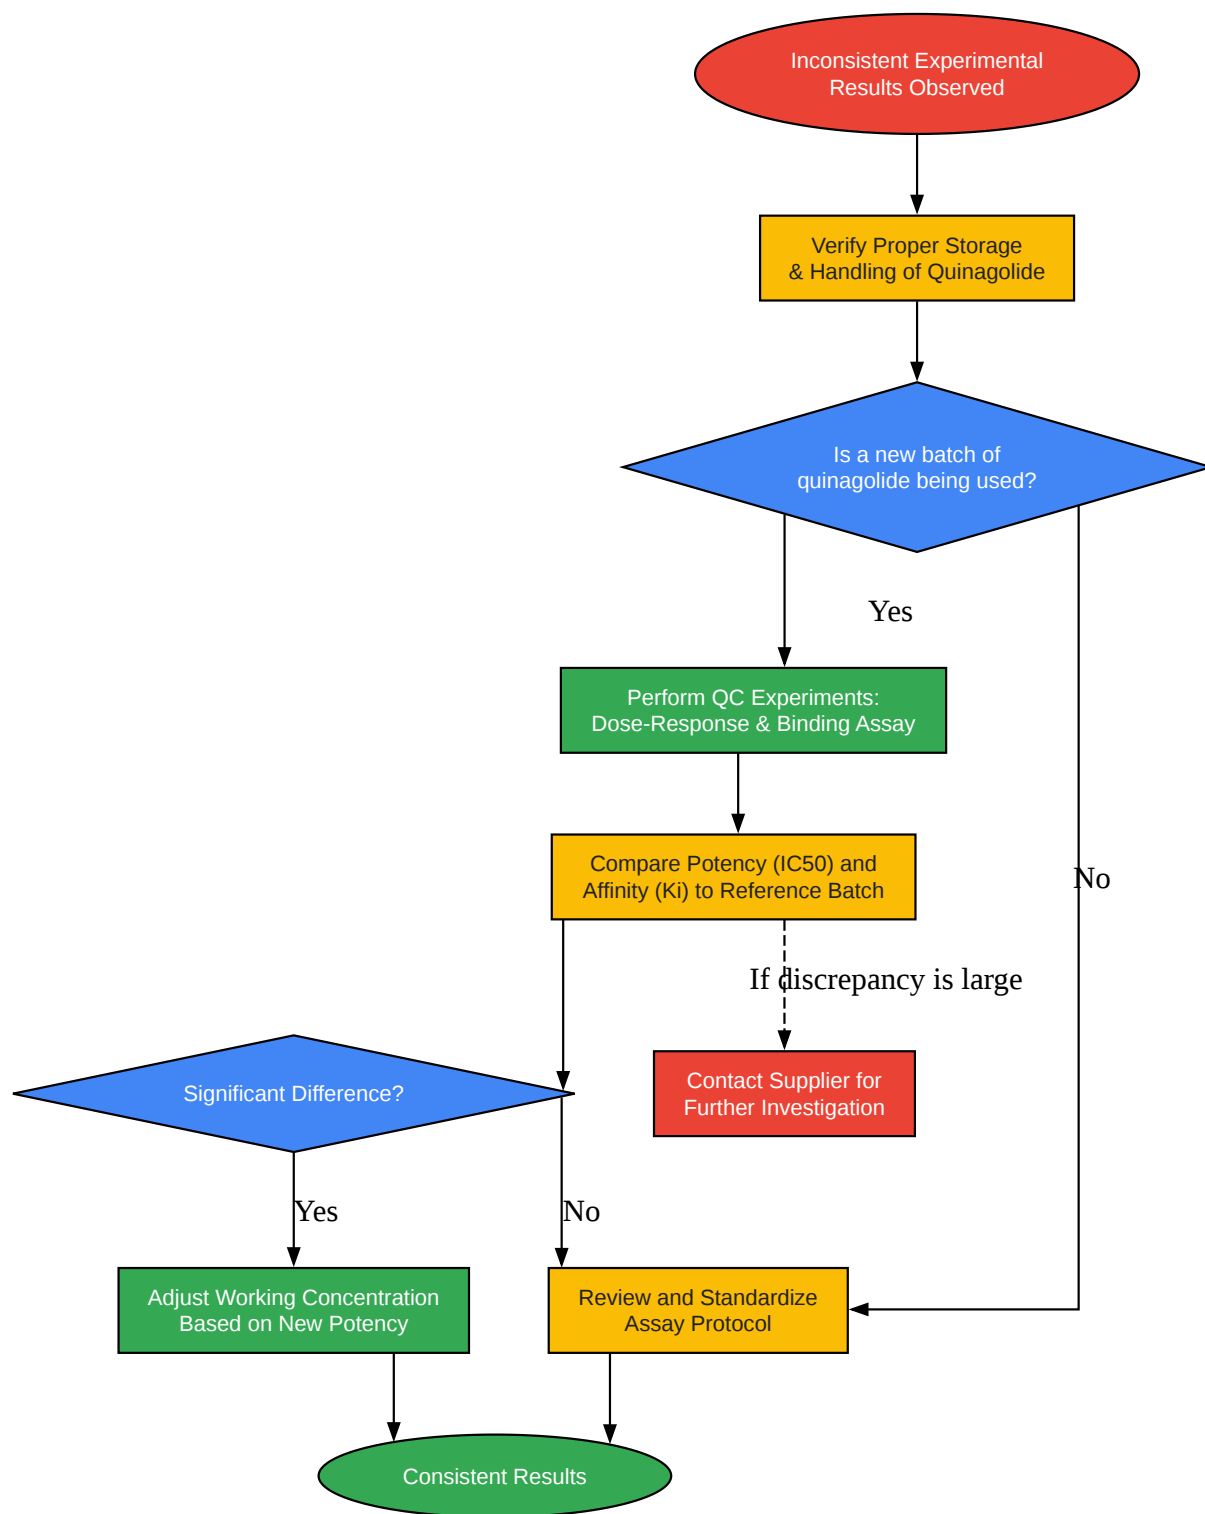 Inconsistent Experimental
Results Observed
Verify Proper Storage
& Handling of Quinagolide
Is a new batch of
quinagolide being used?
Yes
Perform QC Experiments:
Dose-Response & Binding Assay
Compare Potency (IC50) and
Affinity (Ki) to Reference Batch
No
If discrepancy is large
Contact Supplier for
Further Investigation
Significant Difference?
Yes
No
Adjust Working Concentration
Based on New Potency
Review and Standardize
Assay Protocol
Consistent Results